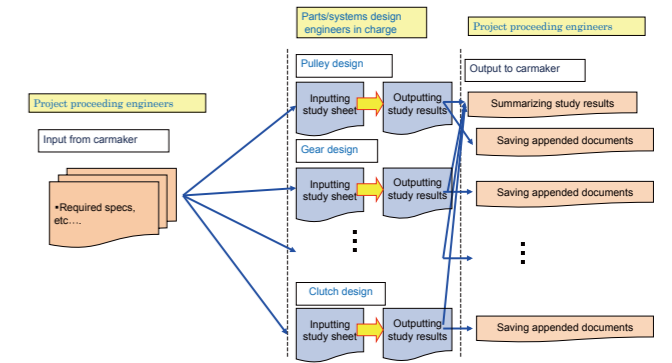 Parts/systems design
engineers in charge
Project proceeding engineers
Pulley design
Output to carmaker
Inputting
study sheet
Outputting
study results
Summarizing study results
Project proceeding engineers
Saving appended documents
Input from carmaker
Gear design
Inputting
study sheet
Outputting
study results
Saving appended documents
•Required specs,
etc….
Clutch design
Inputting
study sheet
Outputting
study results
Saving appended documents